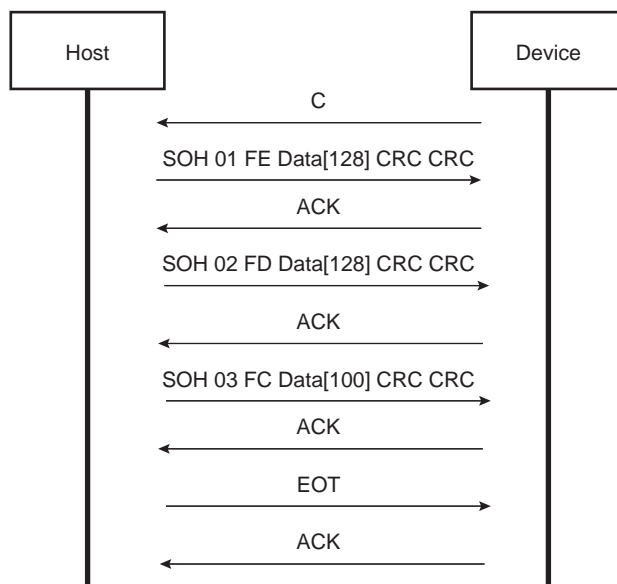 Host
Device
C
SOH 01 FE Data[128] CRC CRC
ACK
SOH 02 FD Data[128] CRC CRC
ACK
SOH 03 FC Data[100] CRC CRC
ACK
EOT
ACK